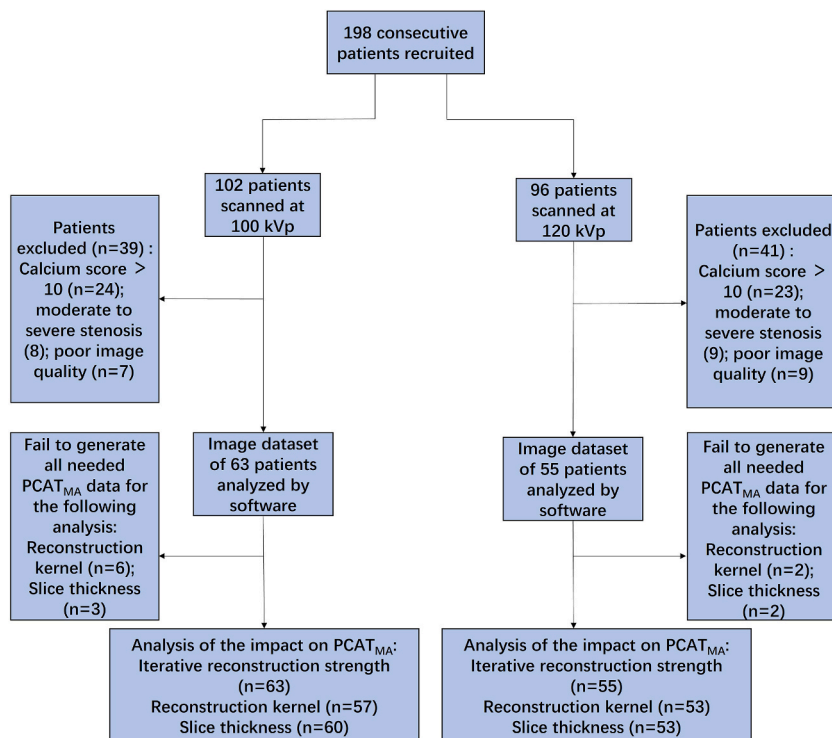 198 consecutive
patients recruited
102 patients
scanned at
100 kVp
96 patients
scanned at
120 kVp
Patients
excluded (n=39) :
Calcium score >
10 (n=24);
moderate to
severe stenosis
(8); poor image
quality (n=7)
Patients excluded
(n=41) :
Calcium score >
10 (n=23);
moderate to
severe stenosis
(9); poor image
quality (n=9)
Image dataset
of 63 patients
analyzed by
software
Image dataset
of 55 patients
analyzed by
software
Fail to generate
all needed
PCATMA data for
the following
analysis:
Reconstruction
kernel (n=6);
Slice thickness
(n=3)
Fail to generate
all needed
PCATMA data for
the following
analysis:
Reconstruction
kernel (n=2);
Slice thickness
(n=2)
Analysis of the impact on PCATMA:
Iterative reconstruction strength
(n=63)
Reconstruction kernel (n=57)
Slice thickness (n=60)
Analysis of the impact on PCATMA:
Iterative reconstruction strength
(n=55)
Reconstruction kernel (n=53)
Slice thickness (n=53)